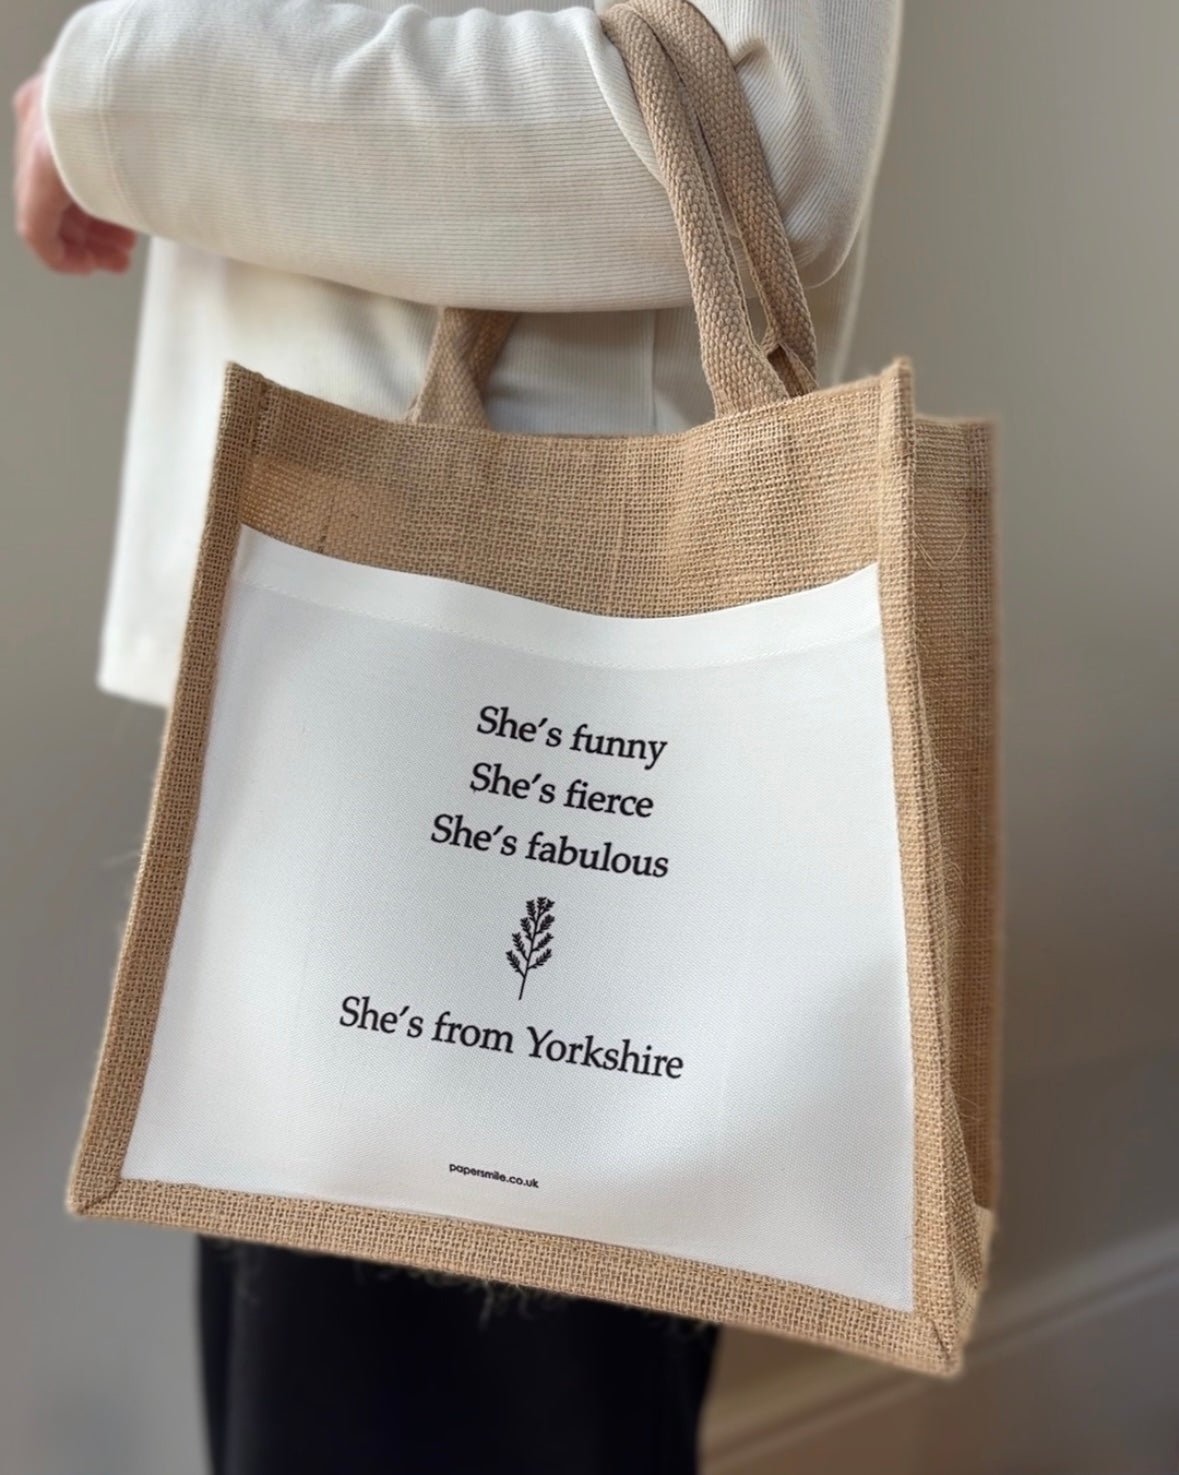 She's funny
She's fierce
She's fabulous
She's from Yorkshire
papersmile.co.uk